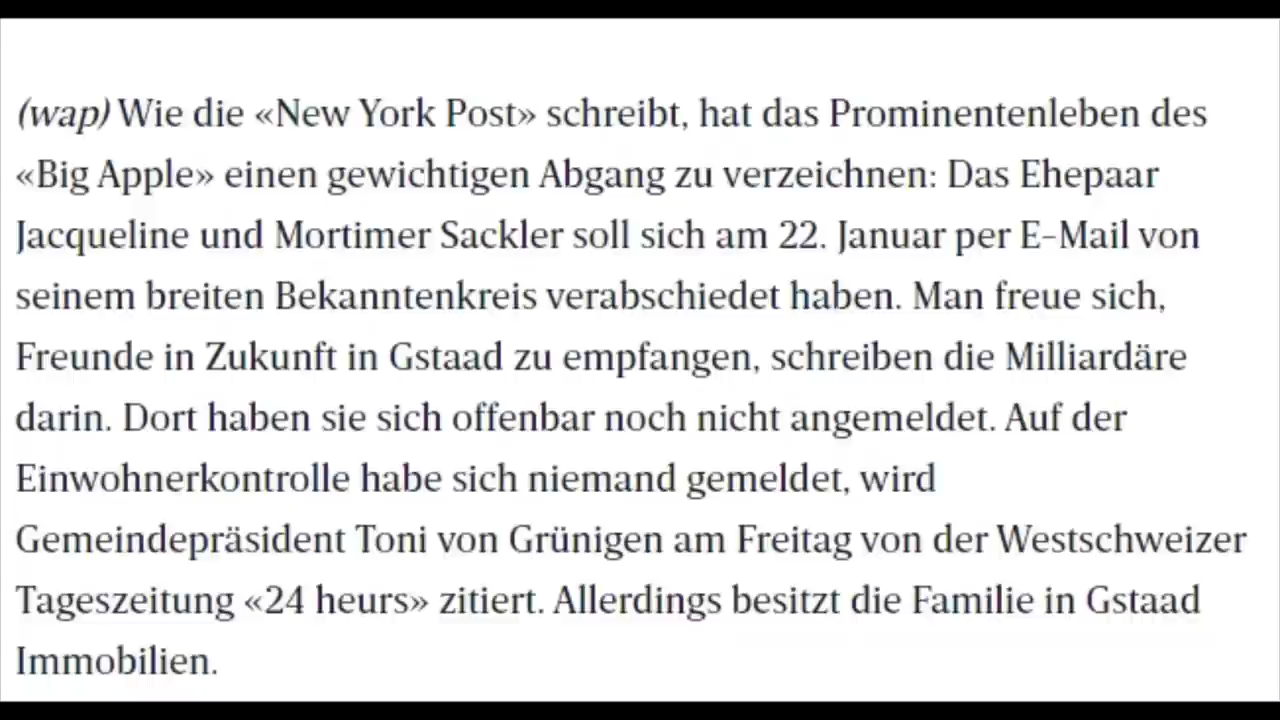 (wap) Wie die «New York Post» schreibt, hat das Prominentenleben des
«Big Apple» einen gewichtigen Abgang zu verzeichnen: Das Ehepaar
Jacqueline und Mortimer Sackler soll sich am 22. Januar per E-Mail von
seinem breiten Bekanntenkreis verabschiedet haben. Man freue sich,
Freunde in Zukunft in Gstaad zu empfangen, schreiben die Milliardäre
darin. Dort haben sie sich offenbar noch nicht angemeldet. Auf der
Einwohnerkontrolle habe sich niemand gemeldet, wird
Gemeindepräsident Toni von Grünigen am Freitag von der Westschweizer
Tageszeitung «24 heurs» zitiert. Allerdings besitzt die Familie in Gstaad
Immobilien.